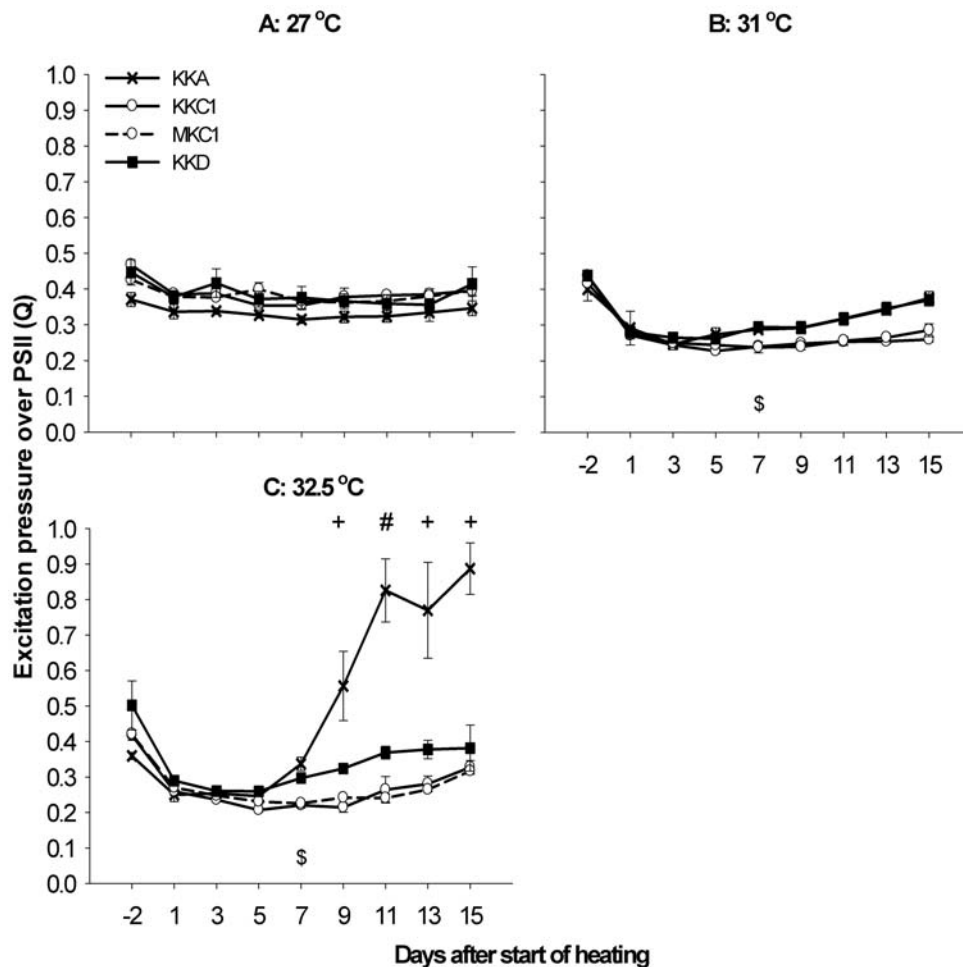 A: 27 °C
B: 31 °C
1.0
0.9
0.8
0.7
0.6
0.5
0.4
0.3
0.2
0.1
0.0
KKA
KKC1
MKC1
KKD
$
-2 1 3 5 7 9 11 13 15
C: 32.5 °C
+ # + +
1.0
0.9
0.8
0.7
0.6
0.5
0.4
0.3
0.2
0.1
0.0
$
-2 1 3 5 7 9 11 13 15
Excitation pressure over PSII (Q)
Days after start of heating